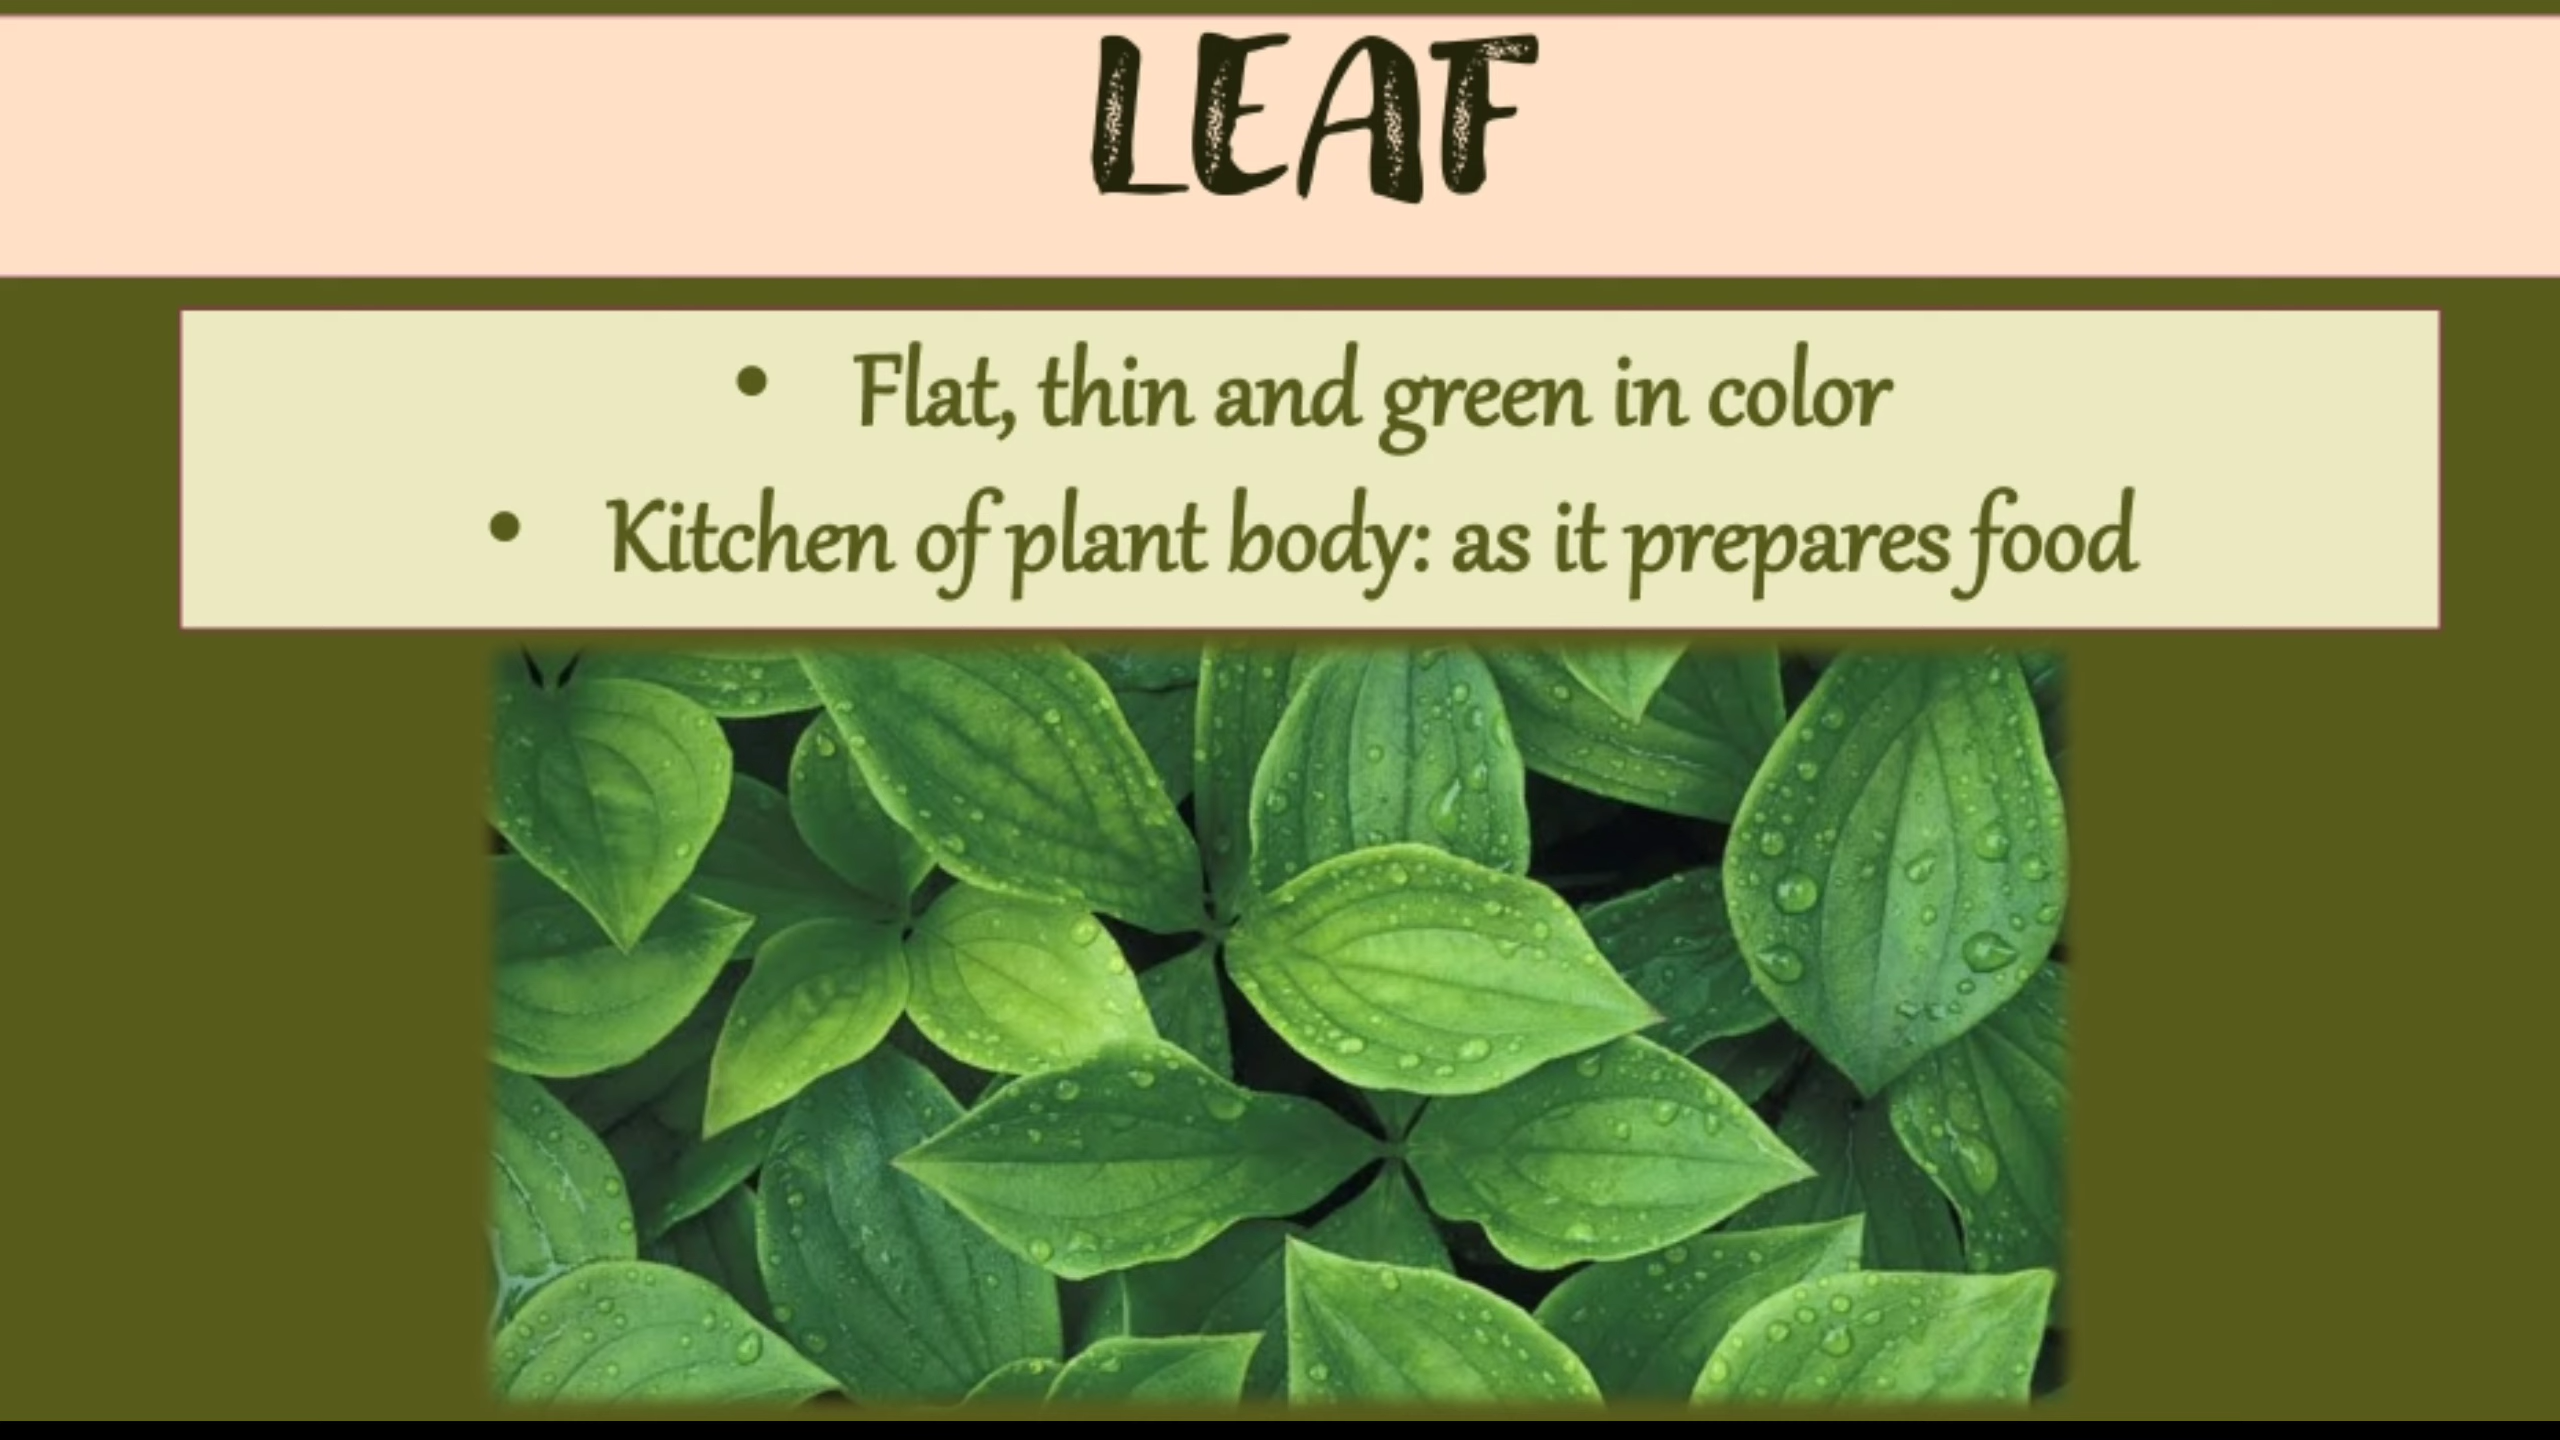 LEAF
• Flat, thin and green in color
• Kitchen of plant body: as it prepares food